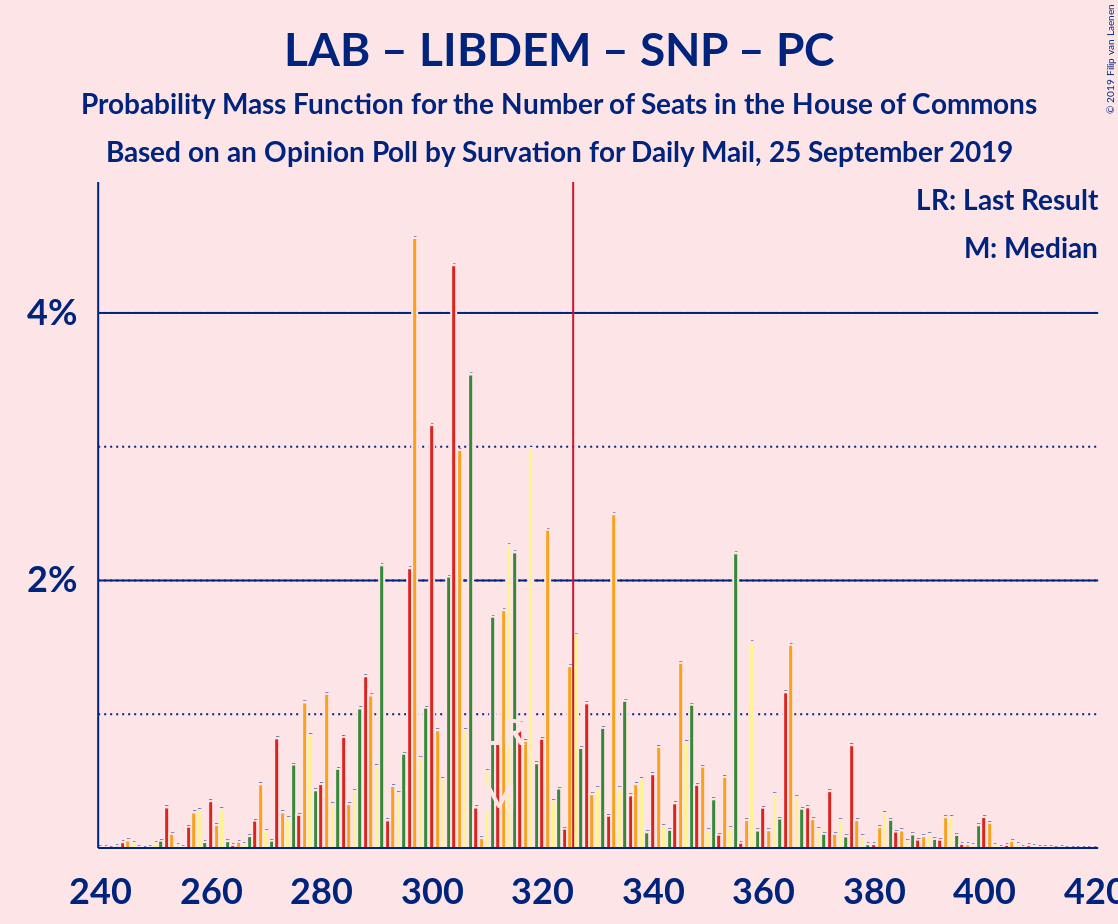 LAB – LIBDEM – SNP – PC
Probability Mass Function for the Number of Seats in the House of Commons
Based on an Opinion Poll by Survation for Daily Mail, 25 September 2019
© 2019 Filip van Laenen
LR: Last Result
M: Median
4%
2%
LR
M
240 260 280 300 320 340 360 380 400 420